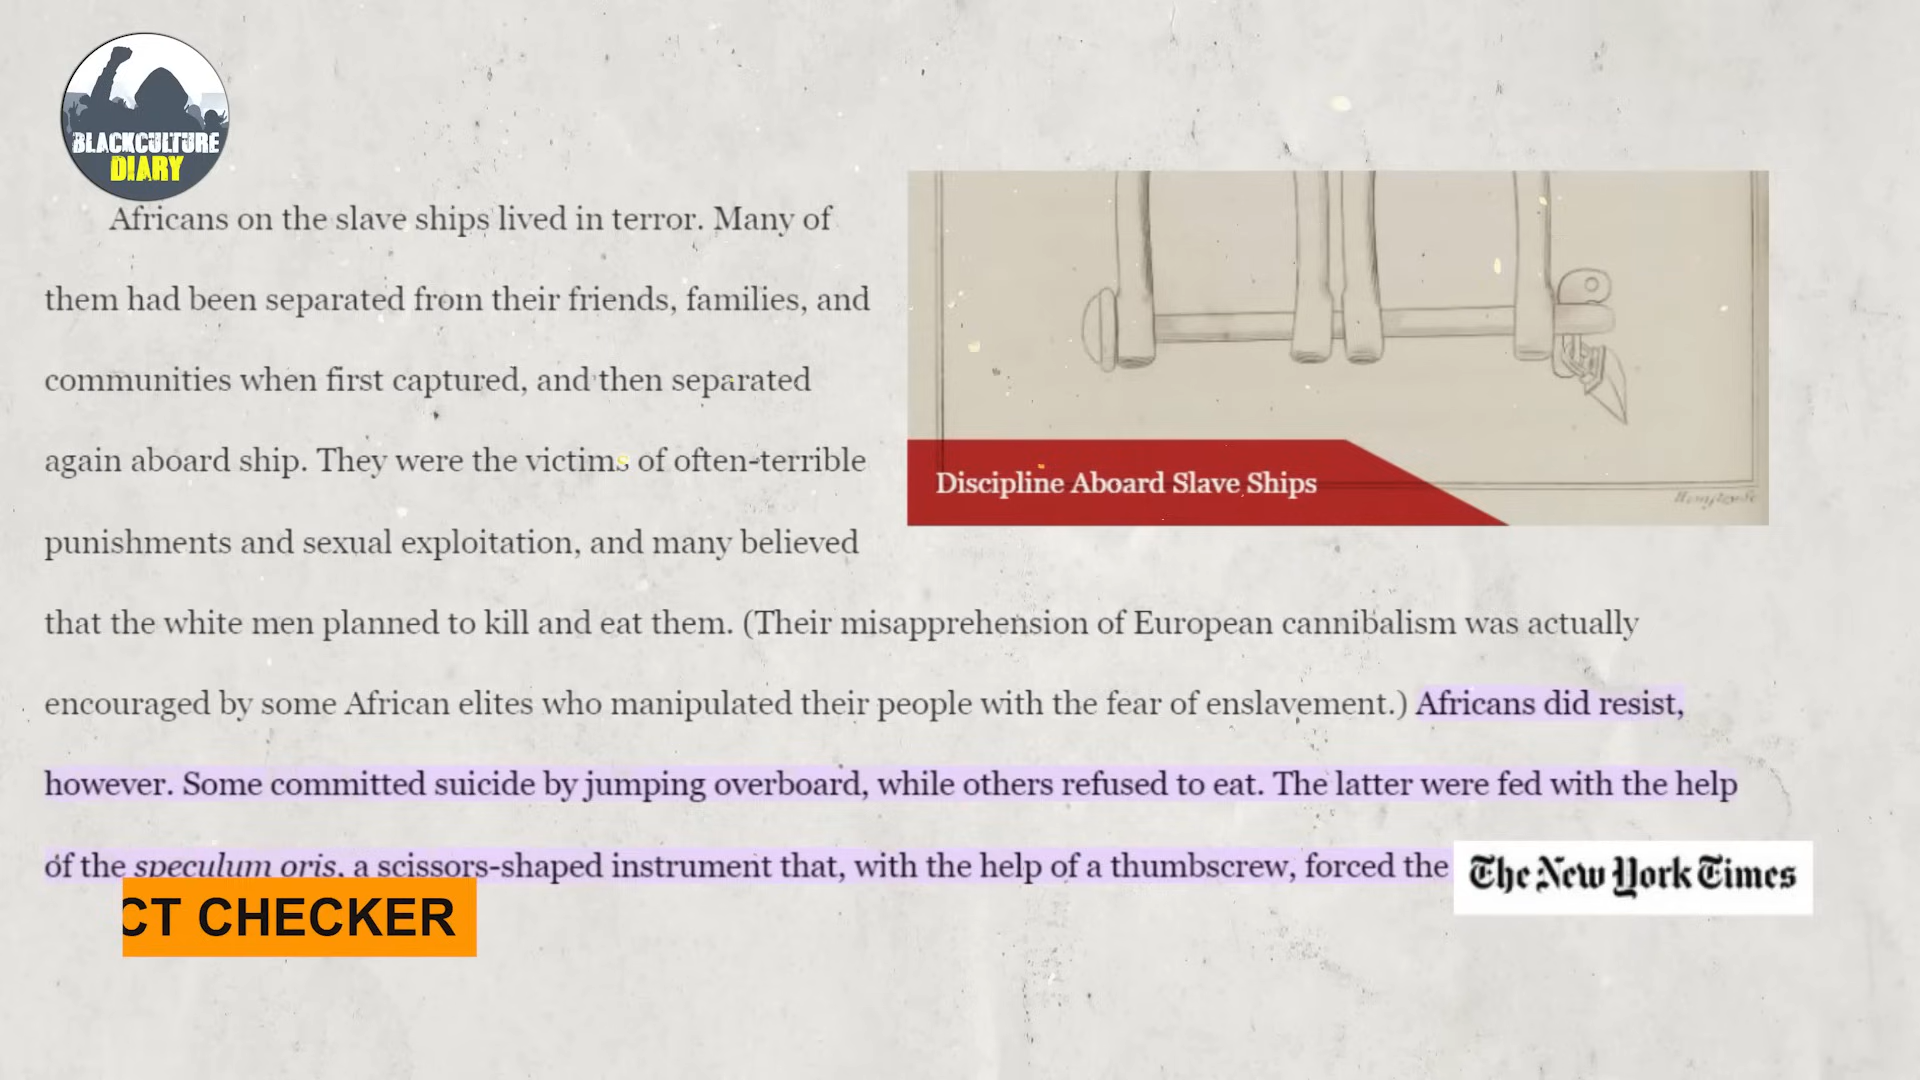 BLACKCULTURE
DIARY
Africans on the slave ships lived in terror. Many of
them had been separated from their friends, families, and
communities when first captured, and then separated
again aboard ship. They were the victims of often-terrible
punishments and sexual exploitation, and many believed
Discipline Aboard Slave Ships
that the white men planned to kill and eat them. (Their misapprehension of European cannibalism was actually
encouraged by some African elites who manipulated their people with the fear of enslavement.) Africans did resist,
however. Some committed suicide by jumping overboard, while others refused to eat. The latter were fed with the help
of the speculum oris, a scissors-shaped instrument that, with the help of a thumbscrew, forced the
The New York Times
CT CHECKER